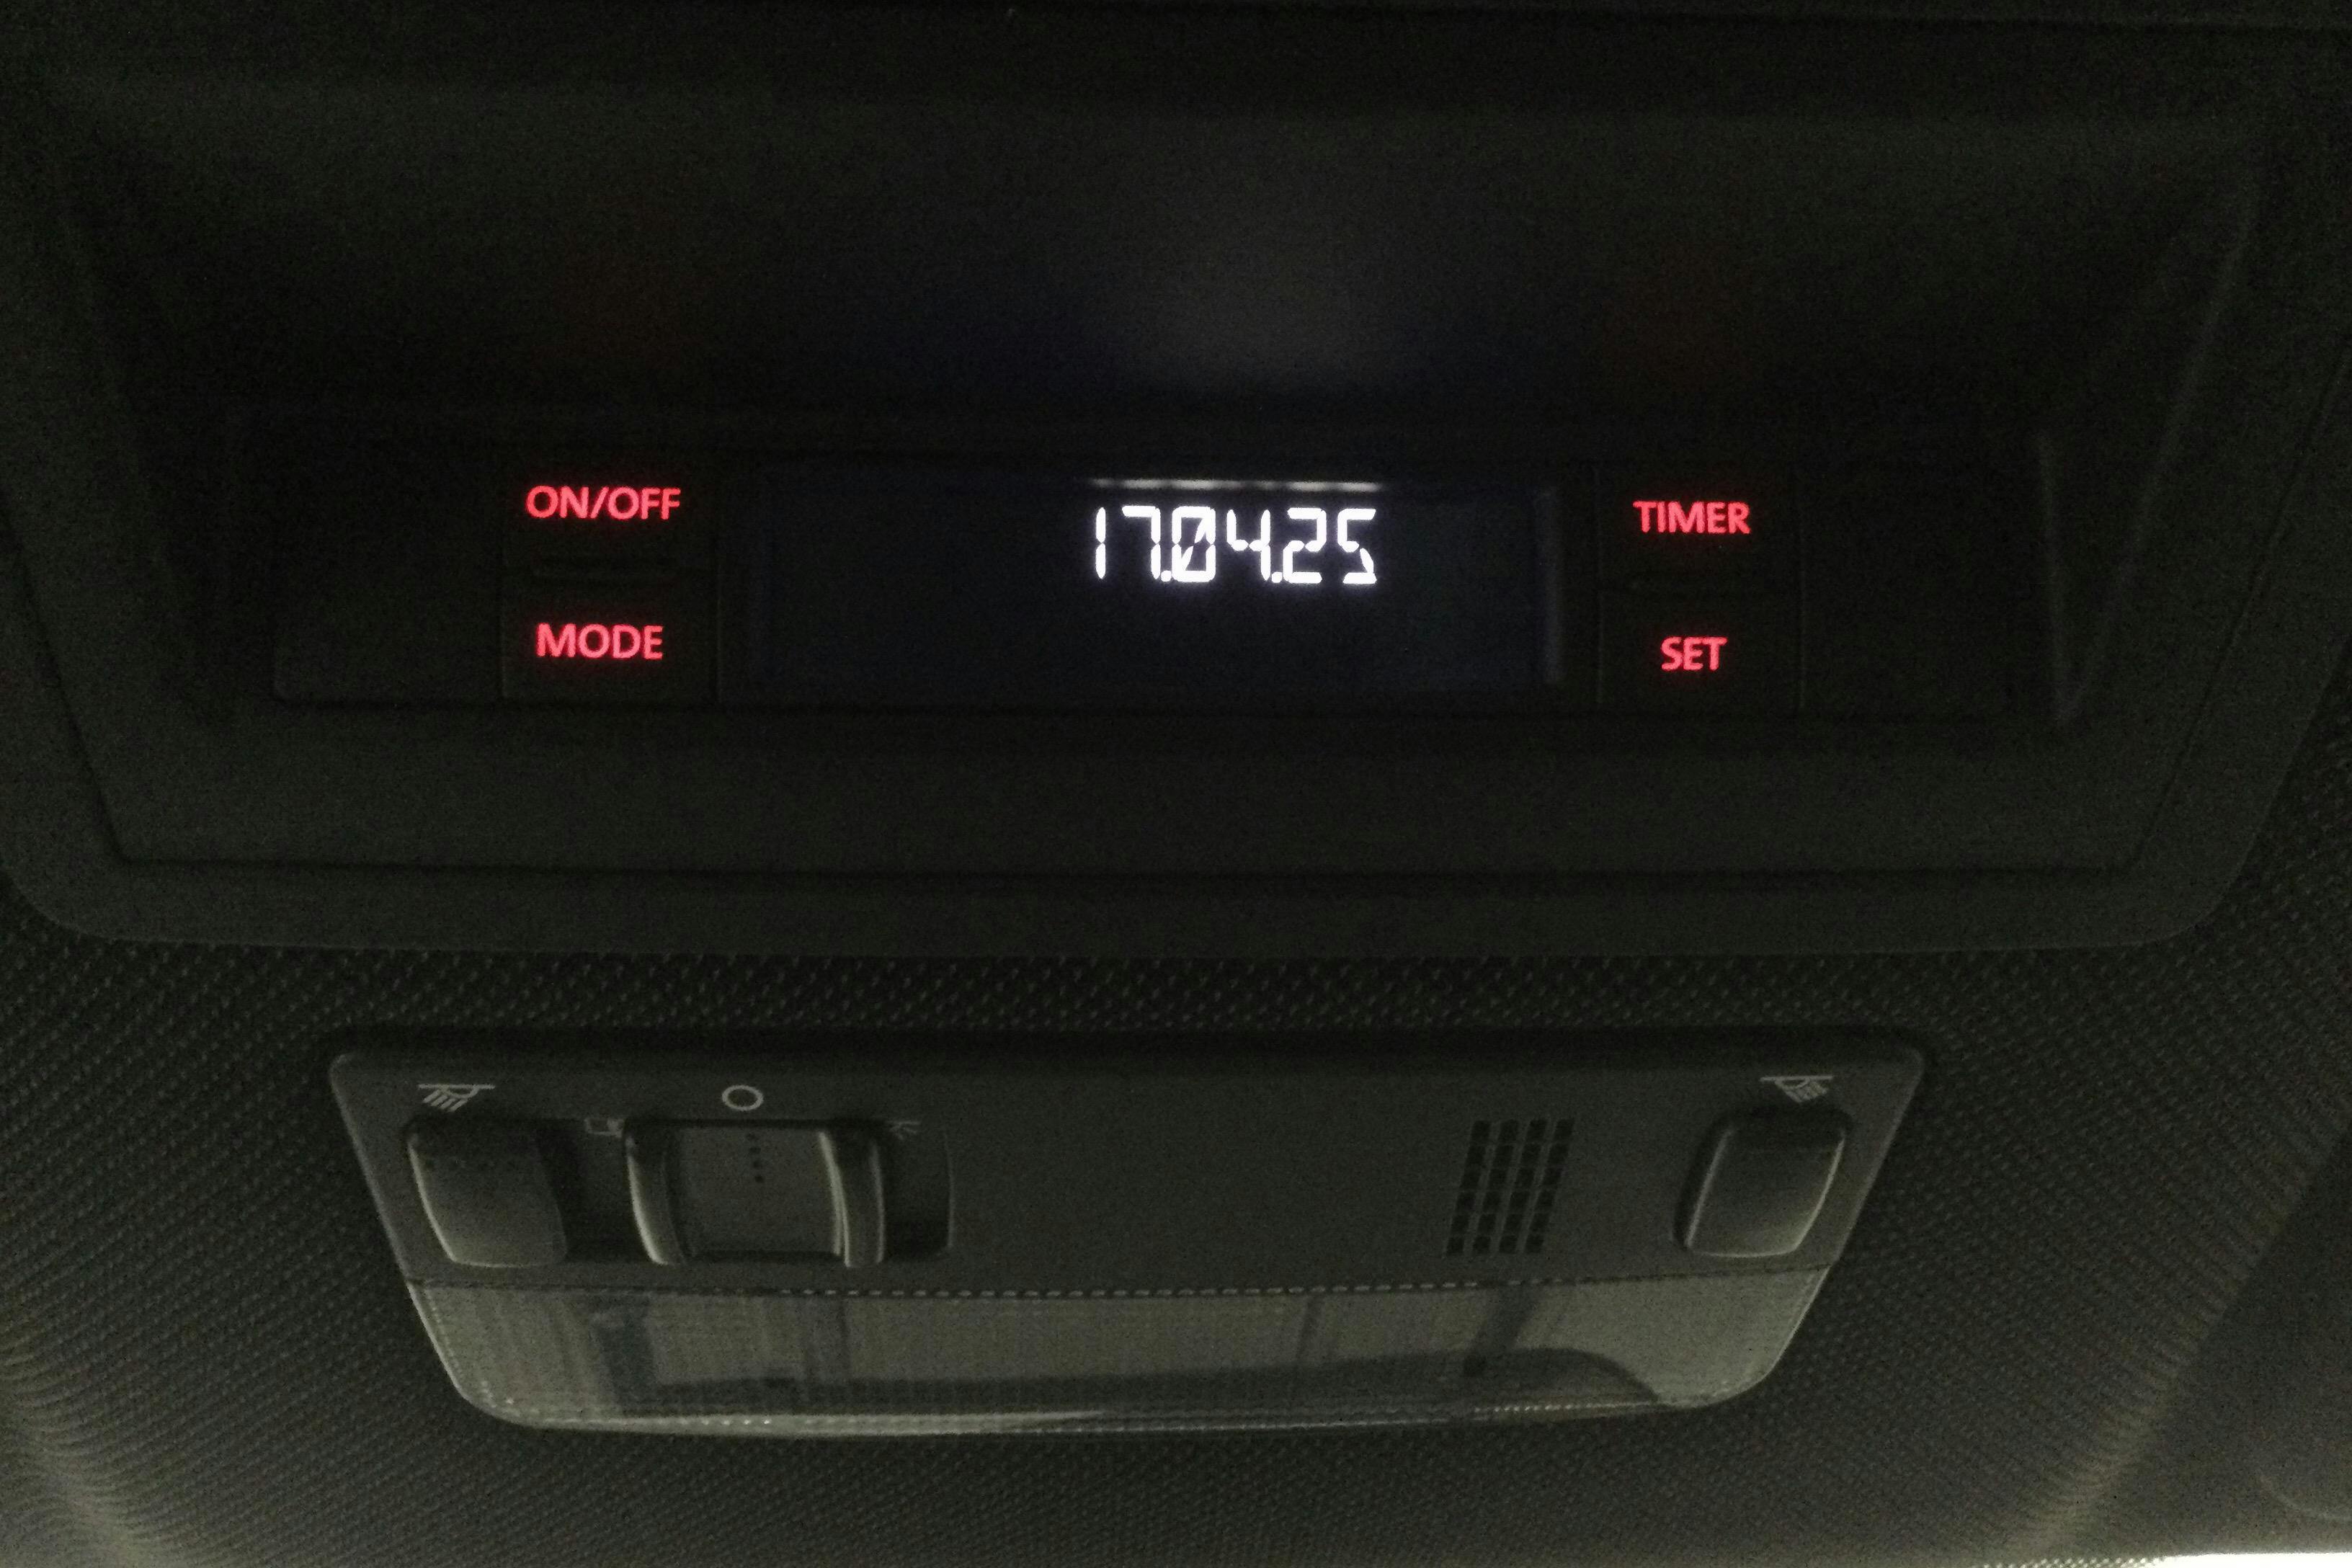 ON/OFF
17.04.25
TIMER
MODE
SET